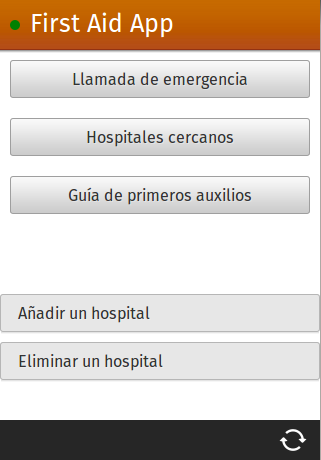 First Aid App
Llamada de emergencia
Hospitales cercanos
Guía de primeros auxilios
Añadir un hospital
Eliminar un hospital